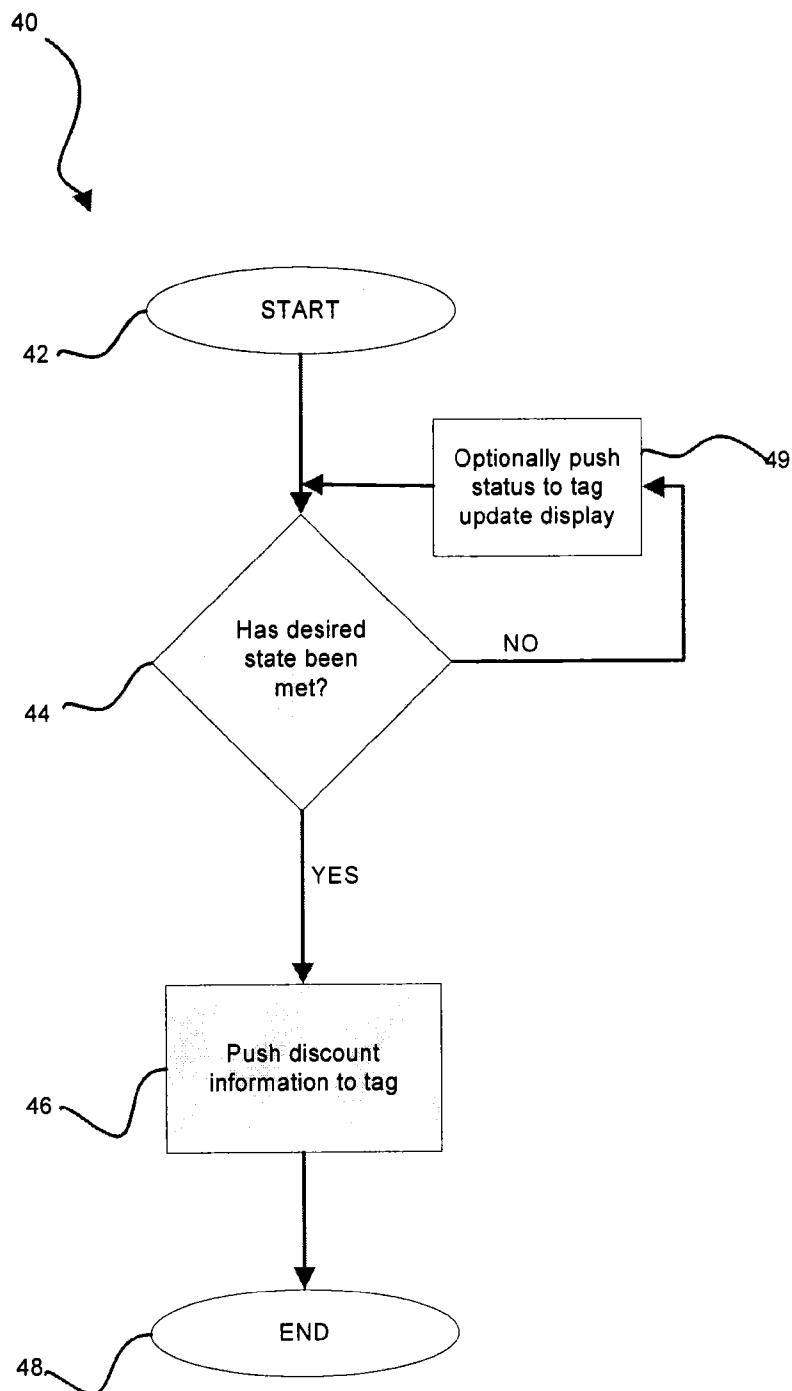 40
START
42
Optionally push
status to tag
update display
49
Has desired
state been
met?
NO
44
YES
Push discount
information to tag
46
END
48